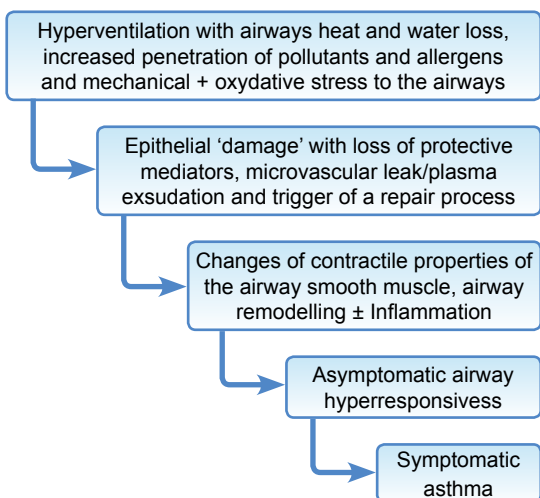 Hyperventilation with airways heat and water loss,
increased penetration of pollutants and allergens
and mechanical + oxydative stress to the airways
Epithelial ‘damage’ with loss of protective
mediators, microvascular leak/plasma
exsudation and trigger of a repair process
Changes of contractile properties of
the airway smooth muscle, airway
remodelling ± Inflammation
Asymptomatic airway
hyperresponsivess
Symptomatic
asthma